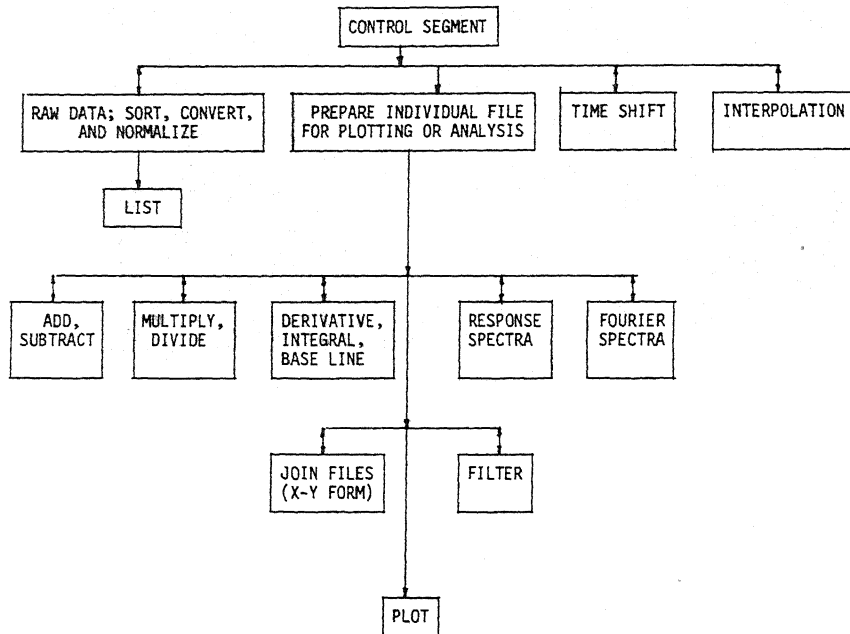 CONTROL SEGMENT
RAW DATA; SORT, CONVERT,
AND NORMALIZE
PREPARE INDIVIDUAL FILE
FOR PLOTTING OR ANALYSIS
TIME SHIFT
INTERPOLATION
LIST
ADD,
SUBTRACT
MULTIPLY,
DIVIDE
DERIVATIVE,
INTEGRAL,
BASE LINE
RESPONSE
SPECTRA
FOURIER
SPECTRA
JOIN FILES
(X-Y FORM)
FILTER
PLOT